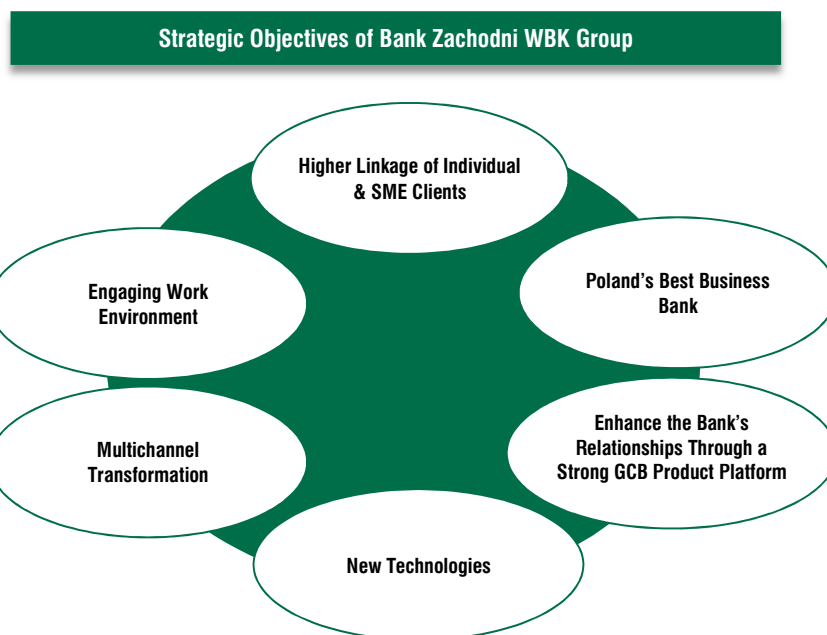 Strategic Objectives of Bank Zachodni WBK Group
Higher Linkage of Individual
& SME Clients
Poland's Best Business
Bank
Enhance the Bank's
Relationships Through a
Strong GCB Product Platform
New Technologies
Multichannel
Transformation
Engaging Work
Environment